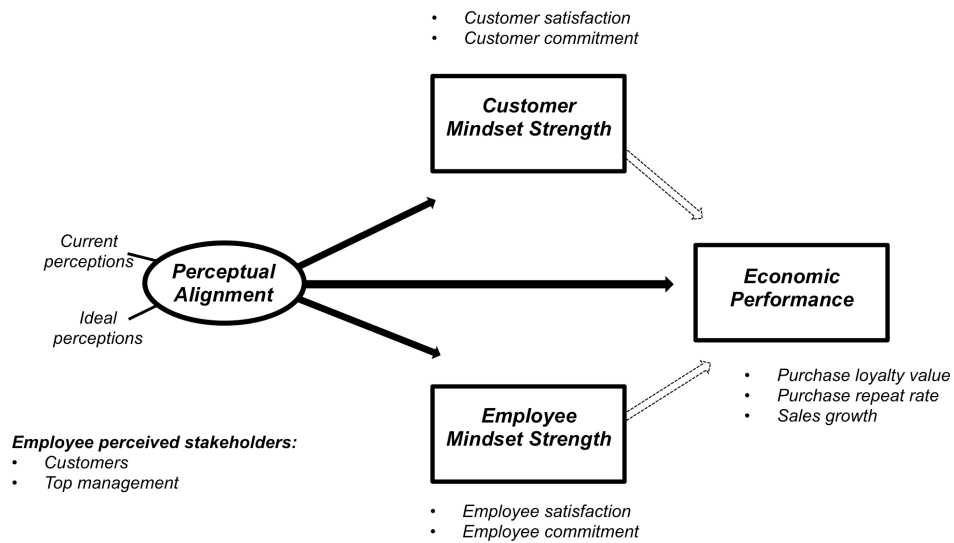 • Customer satisfaction
• Customer commitment
Customer
Mindset Strength
Current
perceptions
Perceptual
Alignment
Ideal
perceptions
Economic
Performance
• Purchase loyalty value
• Purchase repeat rate
• Sales growth
Employee
Mindset Strength
Employee perceived stakeholders:
• Customers
• Top management
• Employee satisfaction
• Employee commitment